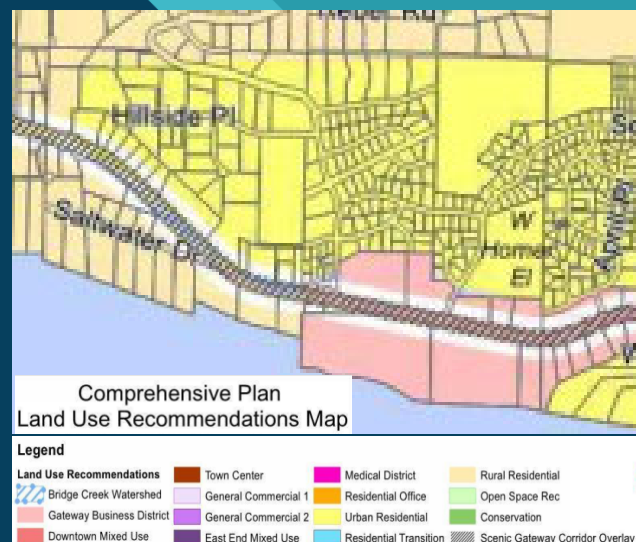 Hillside Pl
Saltwater Dr
W
Homer
El
April Pl
Comprehensive Plan
Land Use Recommendations Map
Legend
Land Use Recommendations
Bridge Creek Watershed
Gateway Business District
Downtown Mixed Use
Town Center
General Commercial 1
General Commercial 2
East End Mixed Use
Medical District
Residential Office
Urban Residential
Residential Transition
Rural Residential
Open Space Rec
Conservation
Scenic Gateway Corridor Overlay